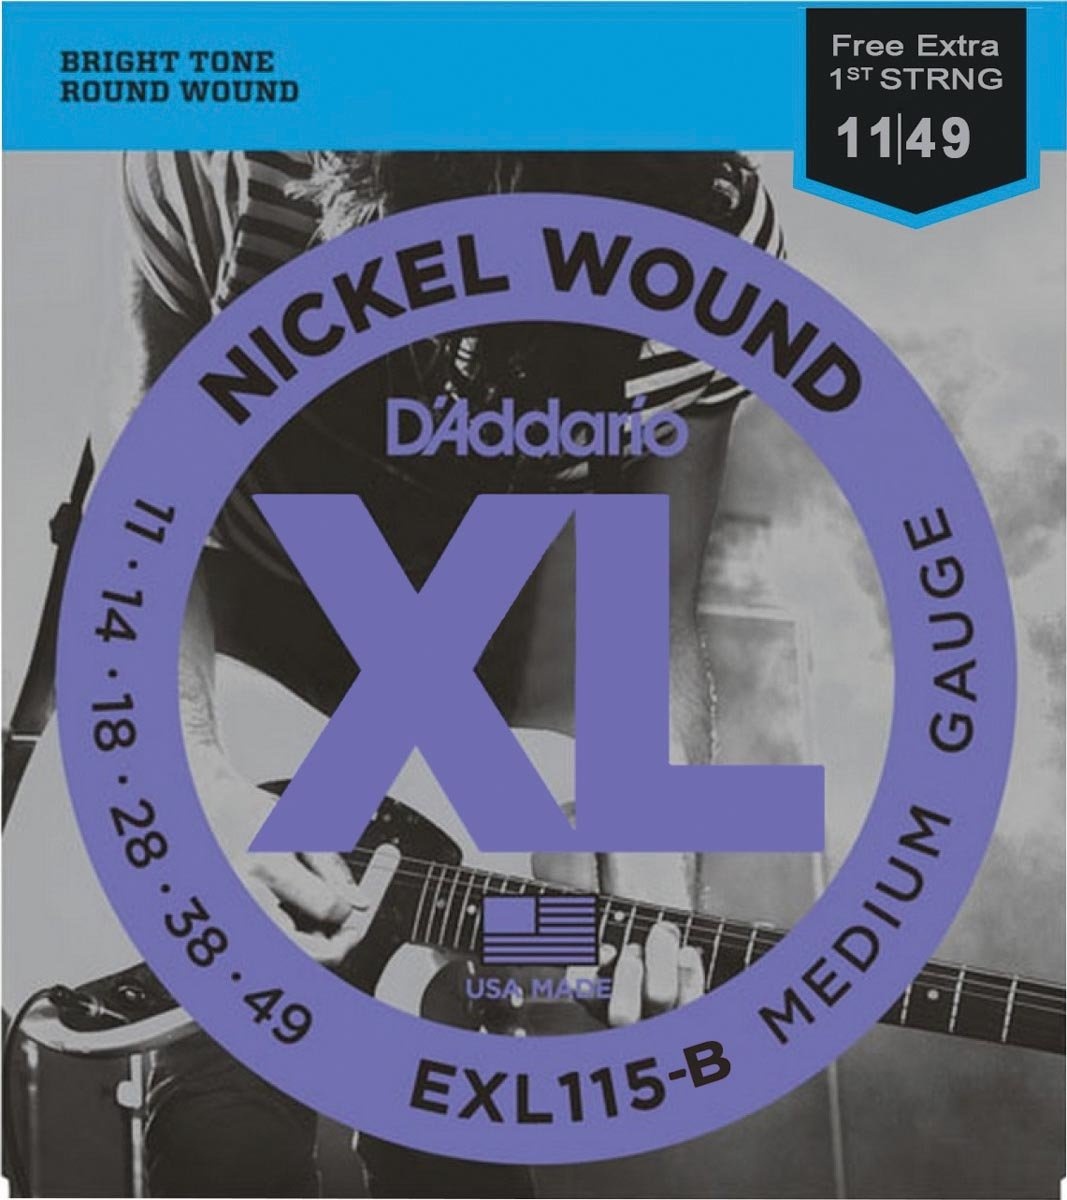 BRIGHT TONE
ROUND WOUND
Free Extra
1ST STRNG
11|49
NICKEL WOUND
D'Addario
XL
11·14·18·28·38·49
MEDIUM GAUGE
USA MADE
EXL115-B